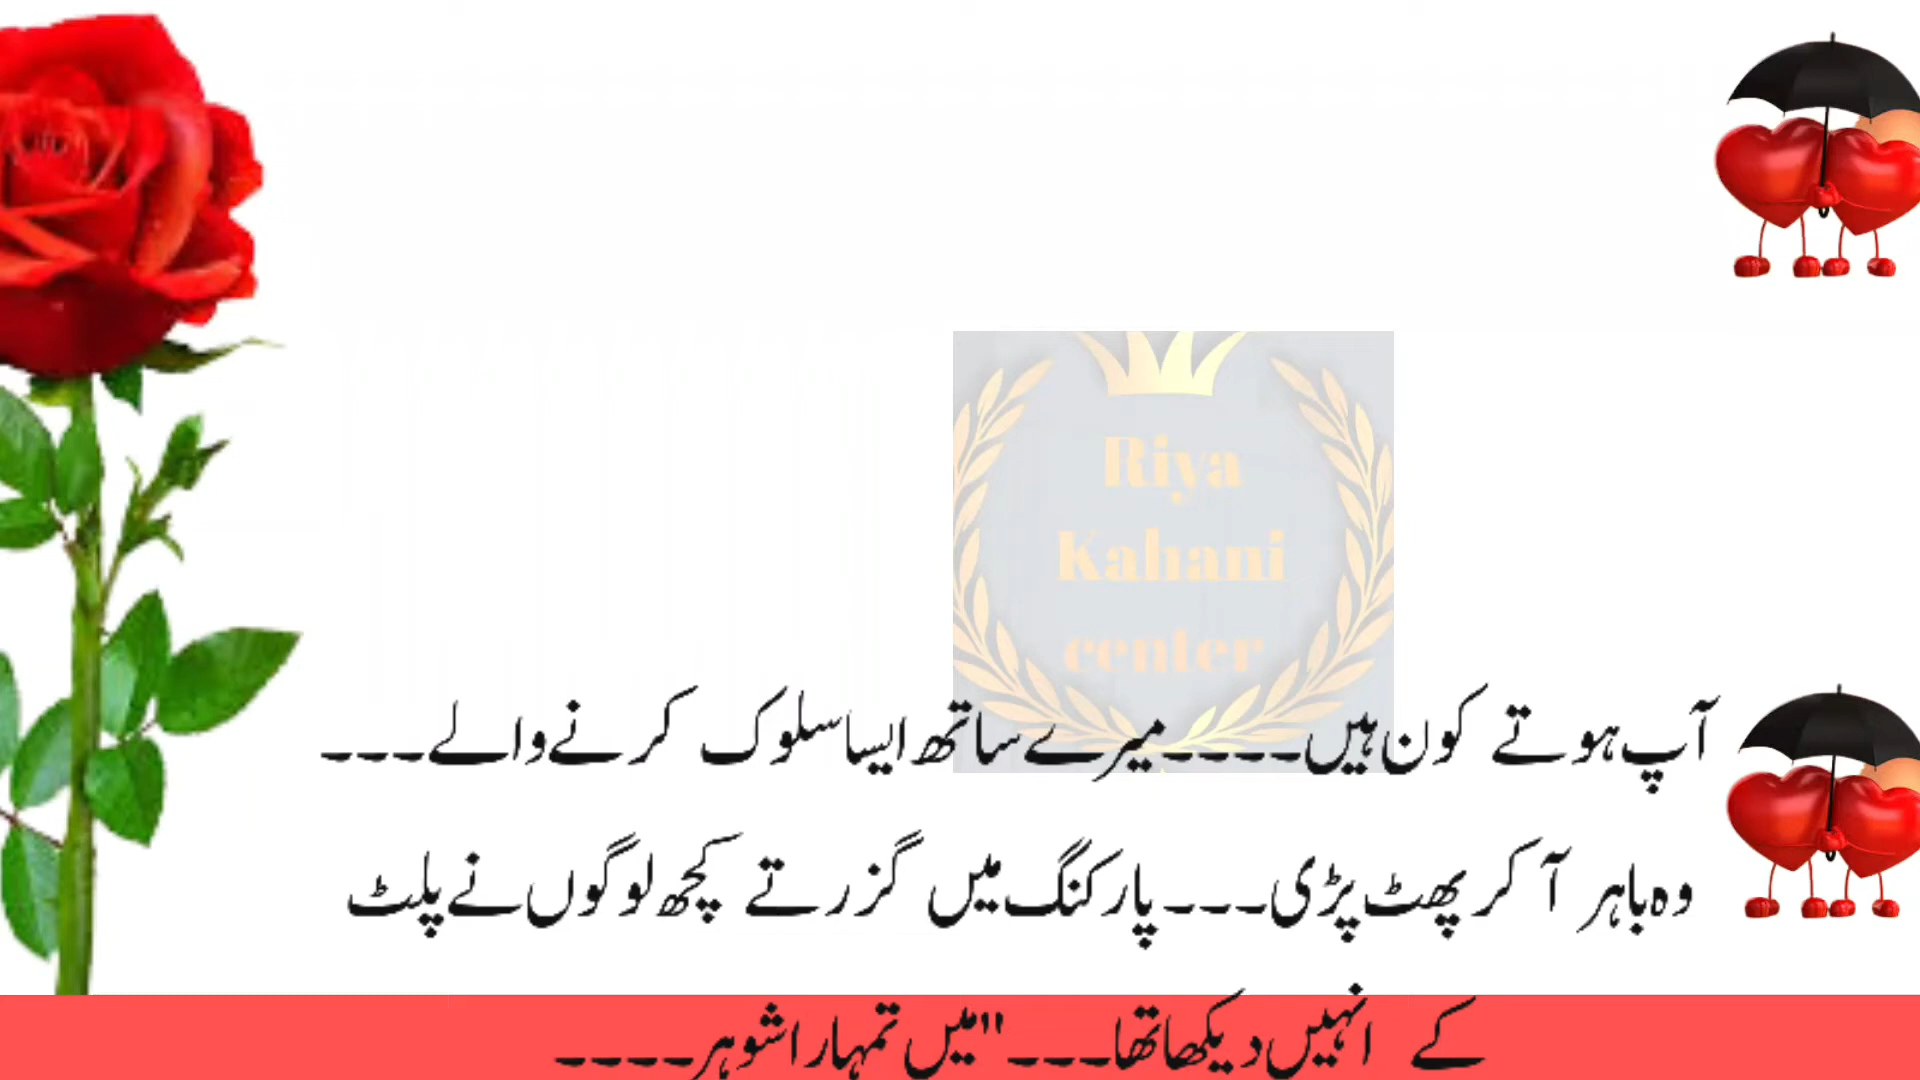 Riya
Kahani
center
آپ ہوتے کون ہیں۔۔۔۔میرے ساتھ ایسا سلوک کرنے والے۔۔۔
وہ باہر آ کر پھٹ پڑی۔۔۔پارکنگ میں گزرتے کچھ لوگوں نے پلٹ
کے انہیں دیکھا تھا۔۔۔"میں تمہارا شوہر۔۔۔۔